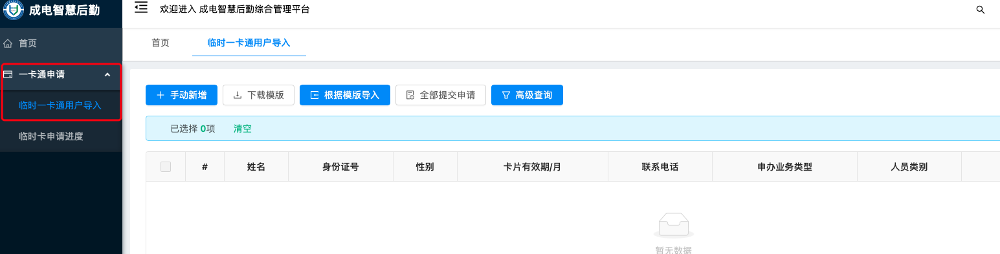 成电智慧后勤
欢迎进入 成电智慧后勤综合管理平台
首页
一卡通申请
临时一卡通用户导入
临时卡申请进度
首页 临时一卡通用户导入
手动新增 下载模版 根据模版导入 全部提交申请 高级查询
已选择 0项 清空
# 姓名 身份证号 性别 卡片有效期/月 联系电话 申办业务类型 人员类别
暂无数据